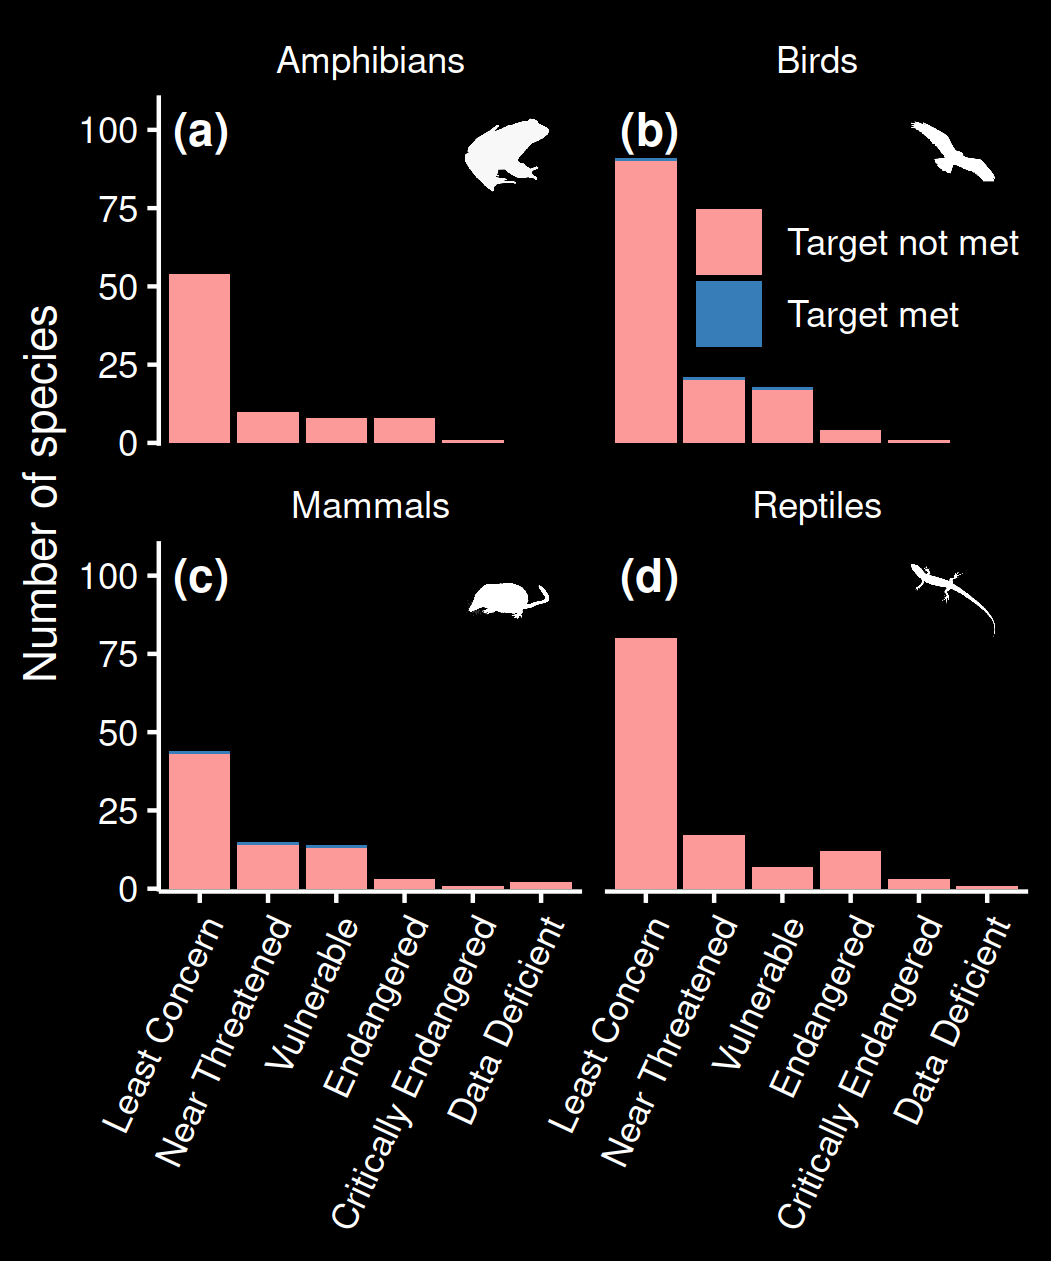 Amphibians
Birds
(a)
(b)
100
75
50
25
0
Target not met
Target met
Number of species
Mammals
Reptiles
(c)
(d)
100
75
50
25
0
Least Concern
Near Threatened
Vulnerable
Endangered
Critically Endangered
Data Deficient
Least Concern
Near Threatened
Vulnerable
Endangered
Critically Endangered
Data Deficient